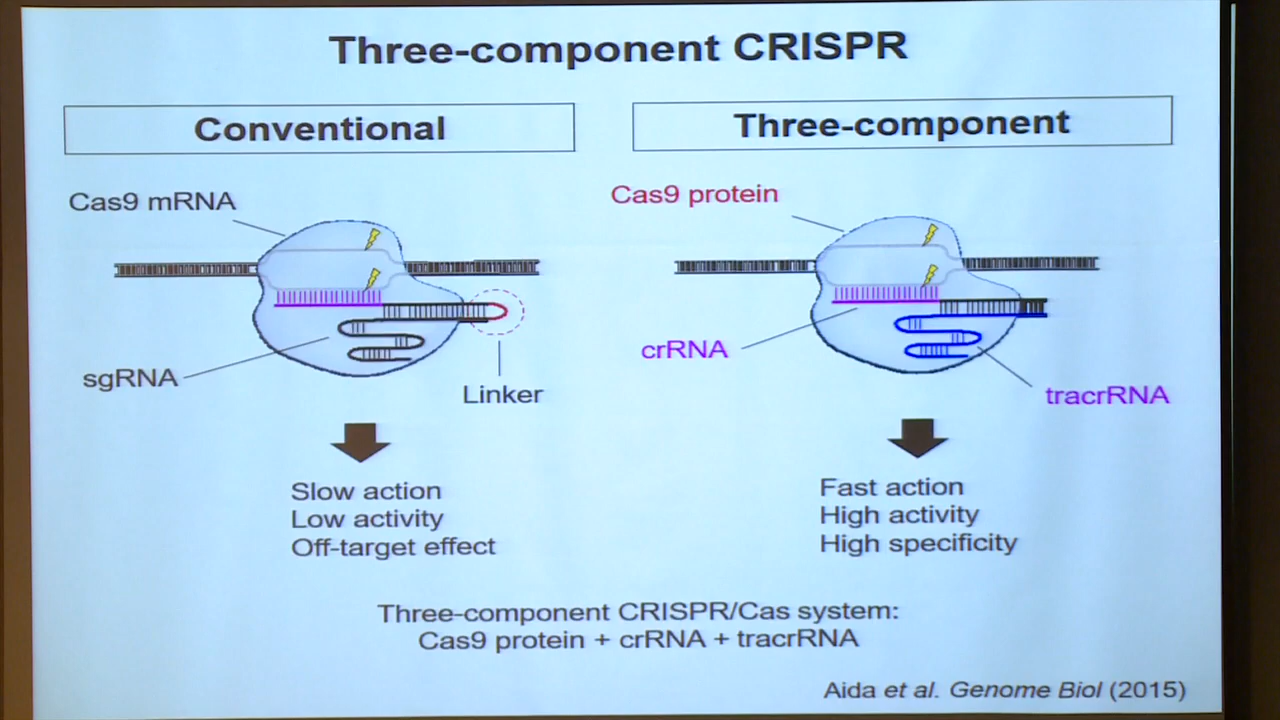 Three-component CRISPR
Conventional
Cas9 mRNA
sgRNA
Linker
Slow action
Low activity
Off-target effect
Three-component
Cas9 protein
crRNA
tracrRNA
Fast action
High activity
High specificity
Three-component CRISPR/Cas system:
Cas9 protein + crRNA + tracrRNA
Aida et al. Genome Biol (2015)